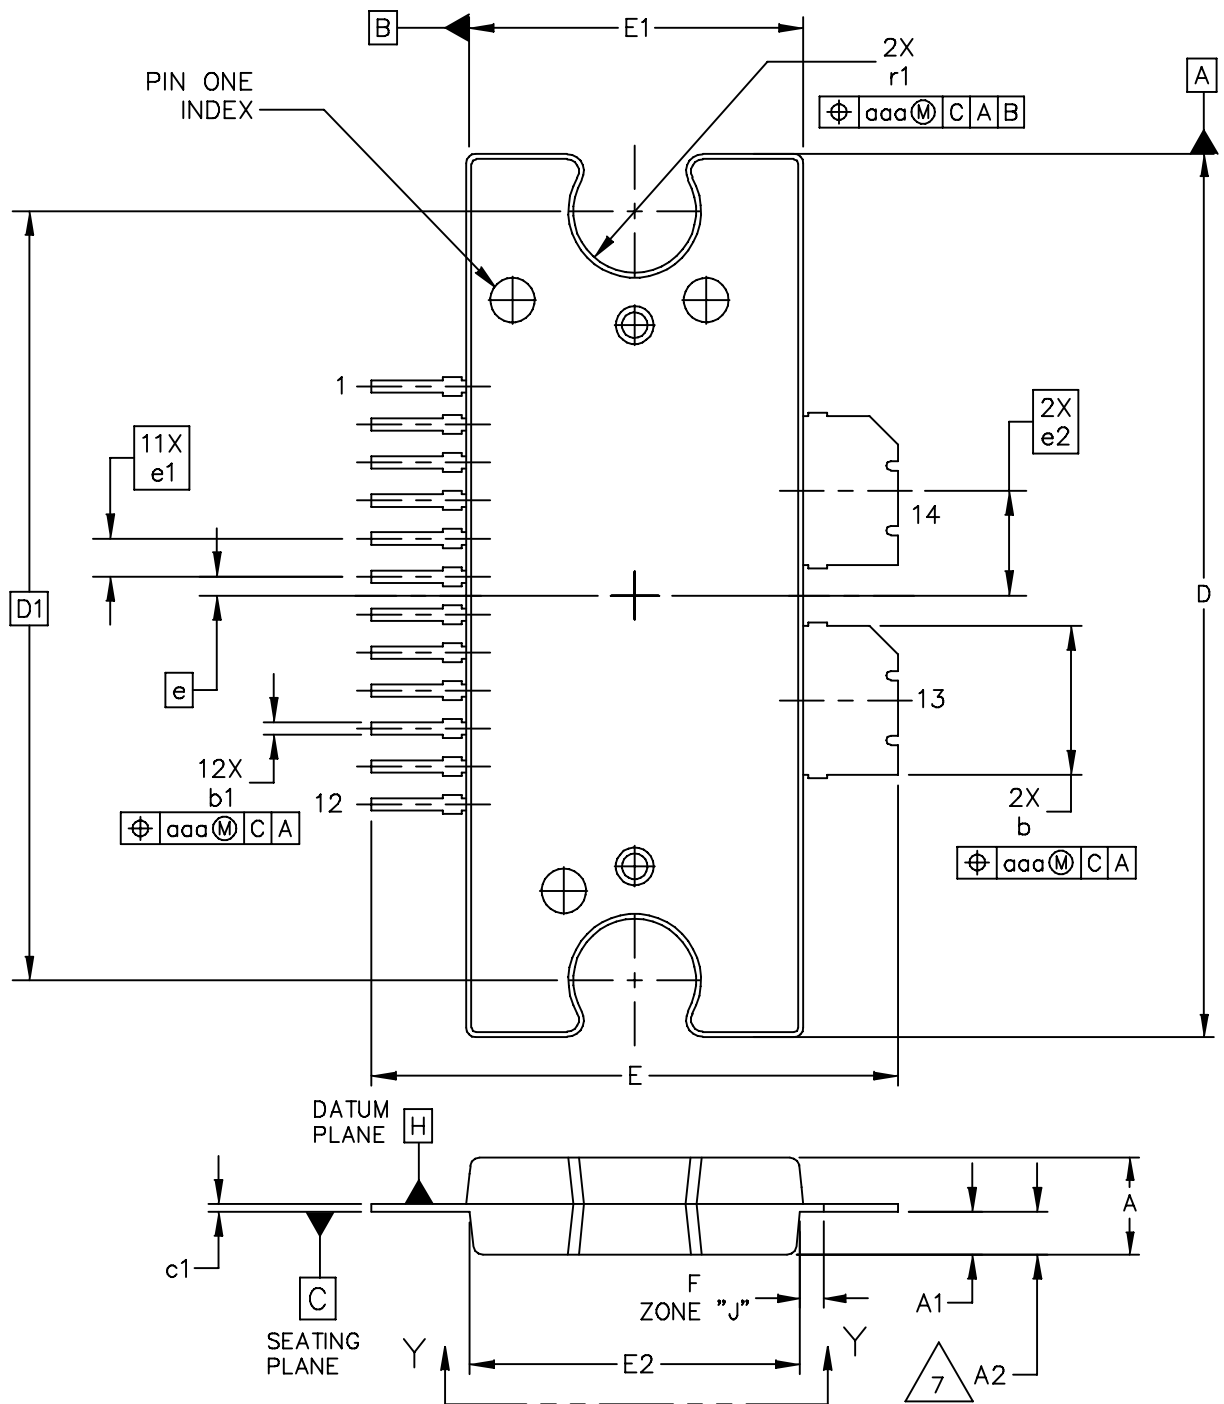 B
E1
2X
r1
⌖ aaa Ⓜ C A B
A
PIN ONE
INDEX
1
11X
e1
2X
e2
14
D1
D
e
13
12X
b1
⌖ aaa Ⓜ C A
12
2X
b
⌖ aaa Ⓜ C A
E
DATUM
PLANE
H
A
c1
C
SEATING
PLANE
F
ZONE "J"
A1
Y
Y
E2
7
A2